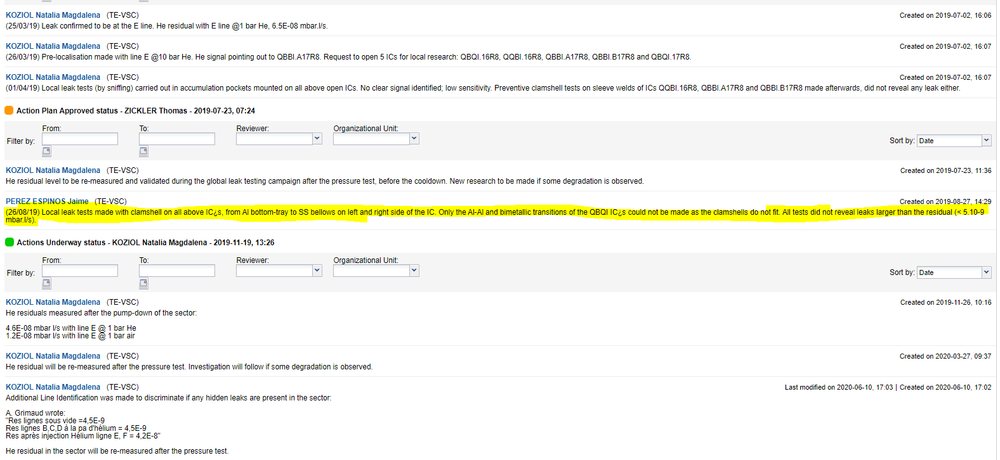 KOZIOL Natalia Magdalena (TE-VSC) Created on 2019-07-02, 16:06
(25/03/19) Leak confirmed to be at the E line. He residual with E line @1 bar He, 6.5E-08 mbar.l/s.
KOZIOL Natalia Magdalena (TE-VSC) Created on 2019-07-02, 16:07
(26/03/19) Pre-localisation made with line E @10 bar He. He signal pointing out to QBBI.A17R8. Request to open 5 ICs for local research: QBQI.16R8, QQBI.16R8, QBBI.A17R8, QBBI.B17R8 and QBQI.17R8.
KOZIOL Natalia Magdalena (TE-VSC) Created on 2019-07-02, 16:07
(01/04/19) Local leak tests (by sniffing) carried out in accumulation pockets mounted on all above open ICs. No clear signal identified; low sensitivity. Preventive clamshell tests on sleeve welds of ICs QQBI.16R8, QBBI.A17R8 and QBBI.B17R8 made afterwards, did not reveal any leak either.
Action Plan Approved status - ZICKLER Thomas - 2019-07-23, 07:24
From: To: Reviewer: Organizational Unit:
Filter by: Sort by: Date
KOZIOL Natalia Magdalena (TE-VSC) Created on 2019-07-23, 11:36
He residual level to be re-measured and validated during the global leak testing campaign after the pressure test, before the cooldown. New research to be made if some degradation is observed.
PEREZ ESPINOS Jaime (TE-VSC) Created on 2019-08-27, 14:29
(26/08/19) Local leak tests made with clamshell on all above IC¿s, from Al bottom-tray to SS bellows on left and right side of the IC. Only the Al-Al and bimetallic transitions of the QBQI IC¿s could not be made as the clamshells do not fit. All tests did not reveal leaks larger than the residual (< 5.10-9
mbar.l/s).
Actions Underway status - KOZIOL Natalia Magdalena - 2019-11-19, 13:26
From: To: Reviewer: Organizational Unit:
Filter by: Sort by: Date
KOZIOL Natalia Magdalena (TE-VSC) Created on 2019-11-26, 10:16
He residuals measured after the pump-down of the sector:
4.6E-08 mbar l/s with line E @ 1 bar He
1.2E-08 mbar l/s with line E @ 1 bar air
KOZIOL Natalia Magdalena (TE-VSC) Created on 2020-03-27, 09:37
He residual will be re-measured after the pressure test. Investigation will follow if some degradation is observed.
KOZIOL Natalia Magdalena (TE-VSC) Last modified on 2020-06-10, 17:03 | Created on 2020-06-10, 17:02
Additional Line Identification was made to discriminate if any hidden leaks are present in the sector:
A. Grimaud wrote:
"Res lignes sous vide =4,5E-9
Res lignes B,C,D à la pa d'hélium = 4,5E-9
Res après injection Hélium ligne E, F = 4,2E-8"
He residual in the sector will be re-measured after the pressure test.